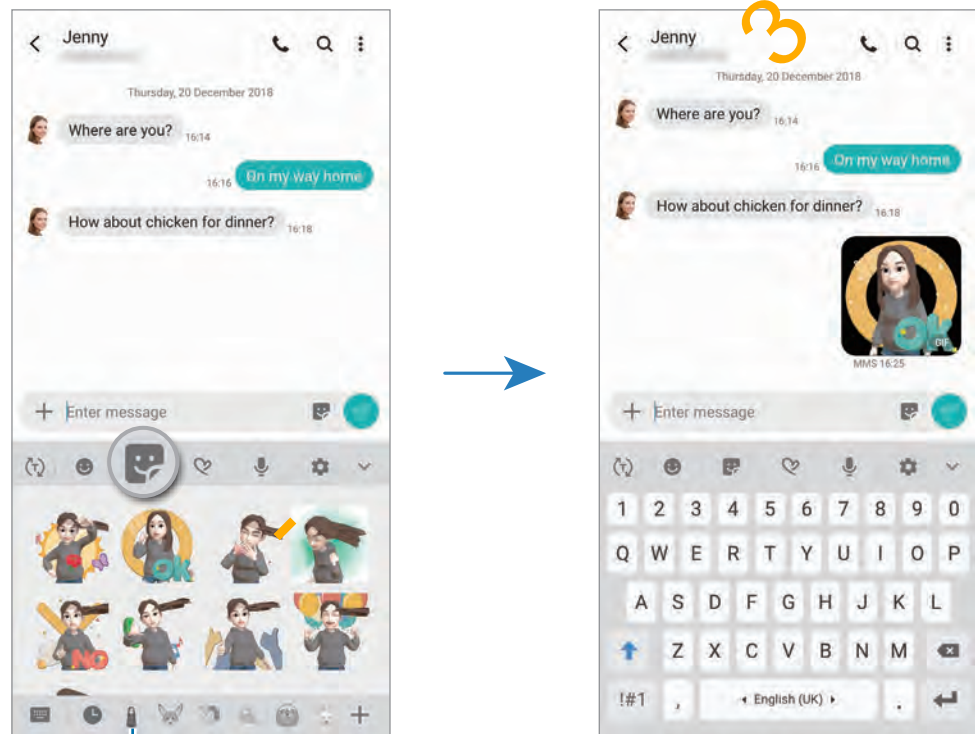 Jenny
Thursday, 20 December 2018
Where are you? 16:14
16:16 On my way home
How about chicken for dinner? 16:18
Enter message
T
OK
NO
3
Jenny
Thursday, 20 December 2018
Where are you? 16:14
16:16 On my way home
How about chicken for dinner? 16:18
OK
GIF
MMS 16:25
Enter message
T
1 2 3 4 5 6 7 8 9 0
Q W E R T Y U I O P
A S D F G H J K L
Z X C V B N M
!#1 , English (UK) .